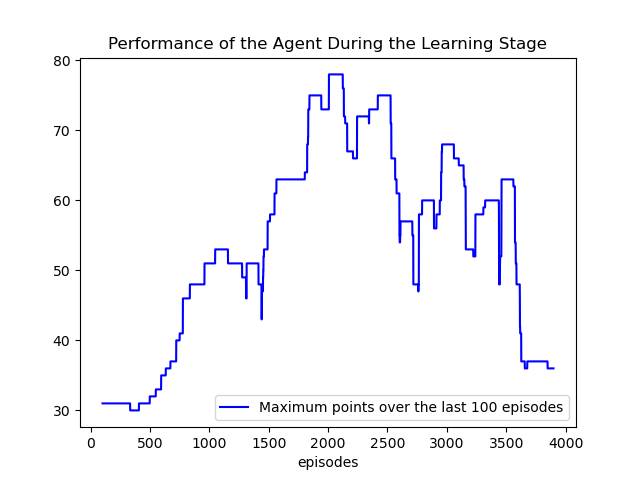 Performance of the Agent During the Learning Stage
80
70
60
50
40
30
Maximum points over the last 100 episodes
0 500 1000 1500 2000 2500 3000 3500 4000
episodes